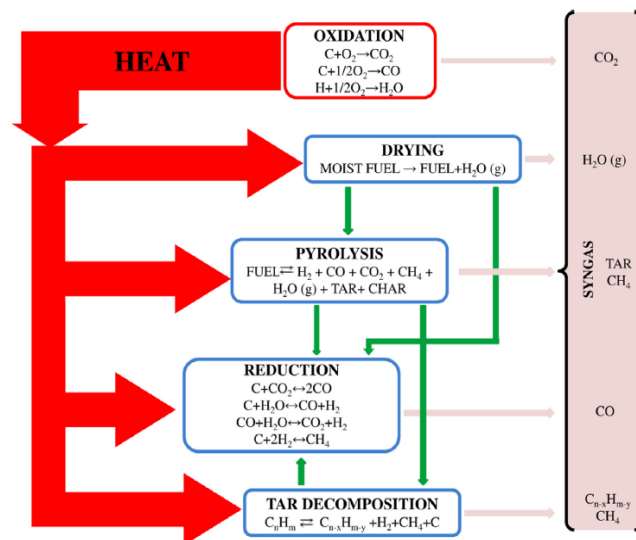 HEAT
OXIDATION
C+O₂→CO₂
C+1/2O₂→CO
H+1/2O₂→H₂O
CO₂
DRYING
MOIST FUEL → FUEL+H₂O (g)
H₂O (g)
PYROLYSIS
FUEL⇄ H₂ + CO + CO₂ + CH₄ +
H₂O (g) + TAR+ CHAR
SYNGAS
TAR
CH₄
REDUCTION
C+CO₂↔2CO
C+H₂O↔CO+H₂
CO+H₂O↔CO₂+H₂
C+2H₂↔CH₄
CO
TAR DECOMPOSITION
CₙHₘ ⇄ Cₙ₋ₓHₘ₋ᵧ +H₂+CH₄+C
Cₙ₋ₓHₘ₋ᵧ
CH₄